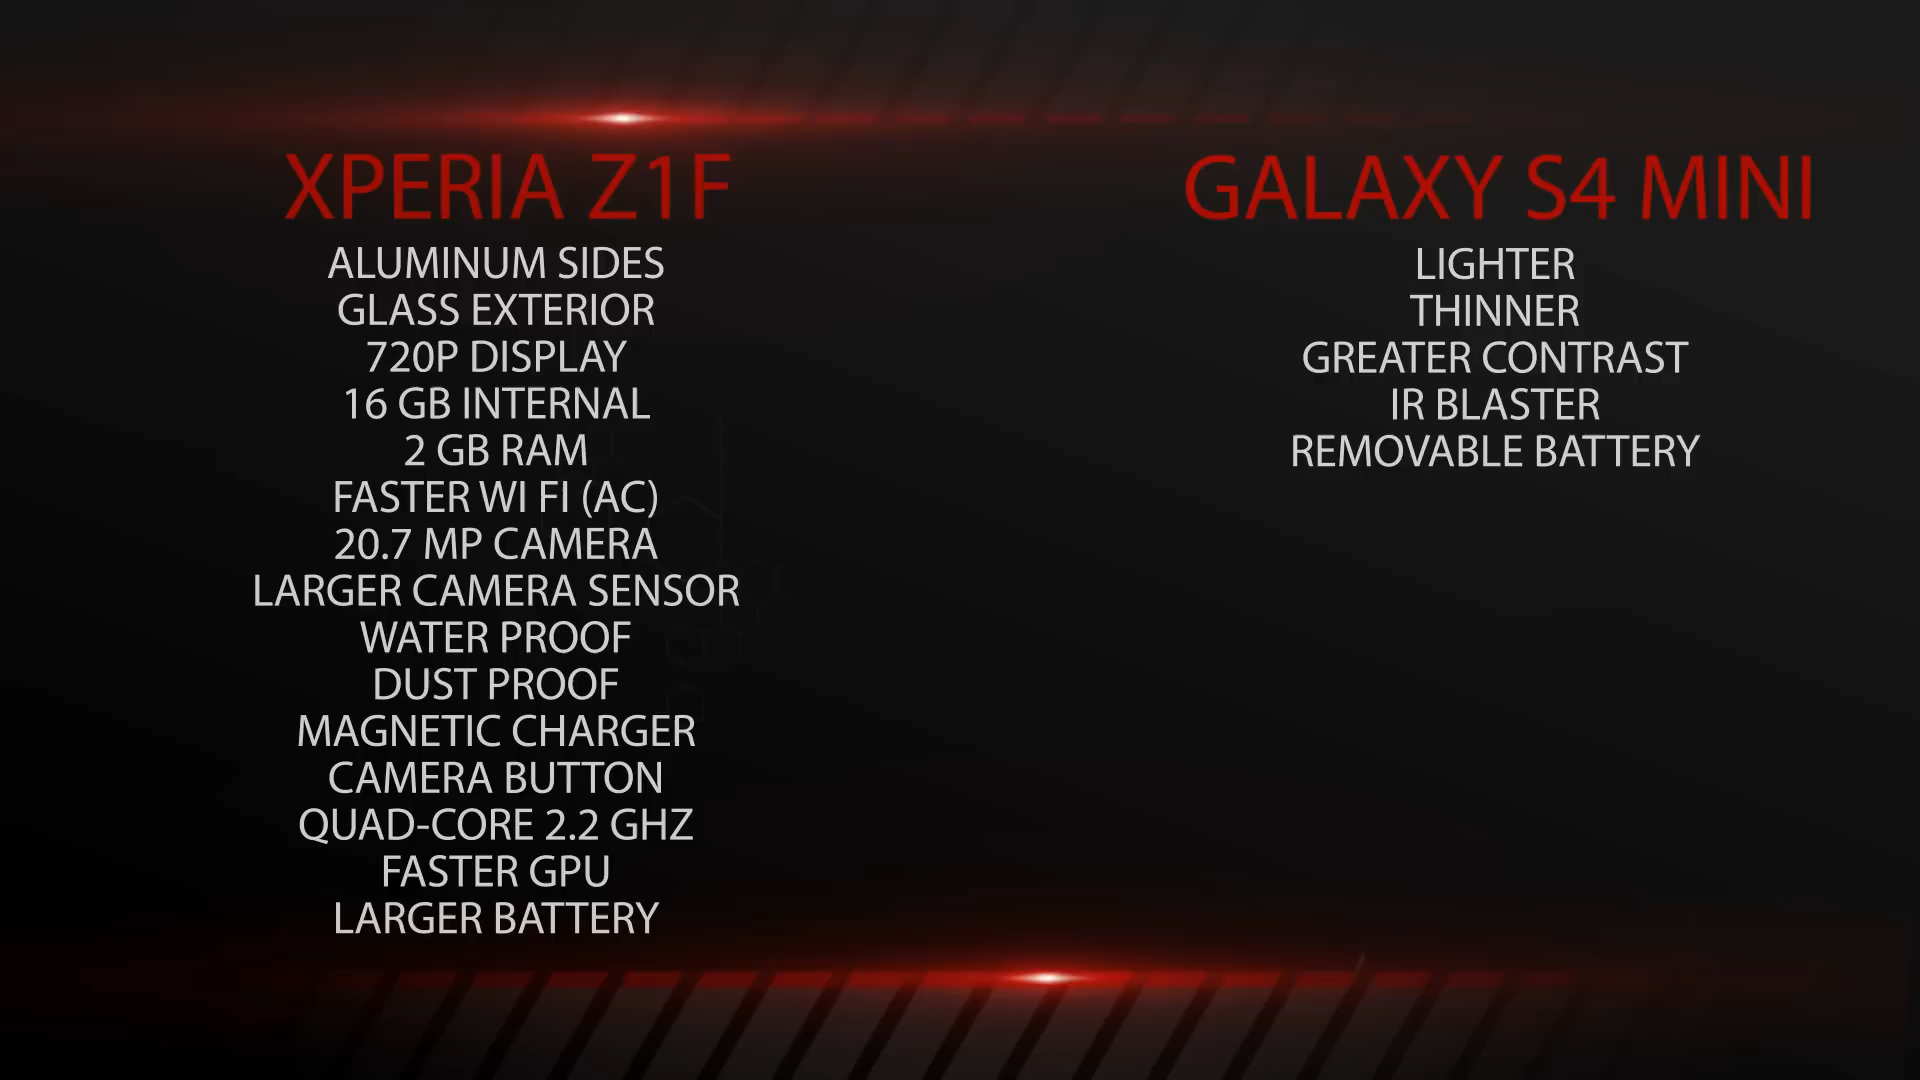 XPERIA Z1F
ALUMINUM SIDES
GLASS EXTERIOR
720P DISPLAY
16 GB INTERNAL
2 GB RAM
FASTER WI FI (AC)
20.7 MP CAMERA
LARGER CAMERA SENSOR
WATER PROOF
DUST PROOF
MAGNETIC CHARGER
CAMERA BUTTON
QUAD-CORE 2.2 GHZ
FASTER GPU
LARGER BATTERY
GALAXY S4 MINI
LIGHTER
THINNER
GREATER CONTRAST
IR BLASTER
REMOVABLE BATTERY